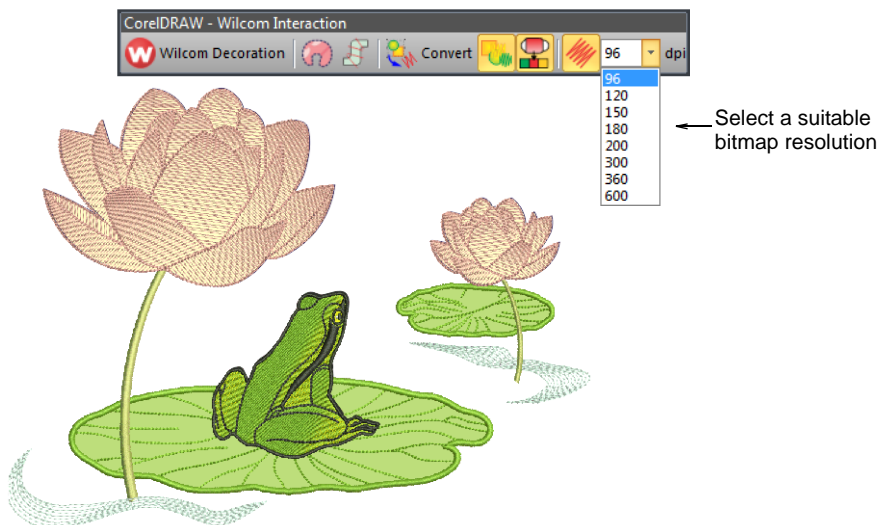 CorelDRAW - Wilcom Interaction
W Wilcom Decoration Convert 96 dpi
96
120
150
180
200
300
360
600
Select a suitable
bitmap resolution